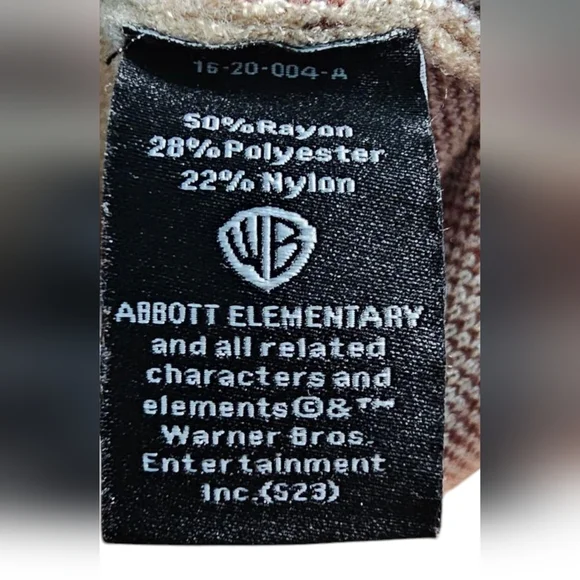 16-20-004-A
50%Rayon
28%Polyester
22% Nylon
WB
ABBOTT ELEMENTARY
and all related
characters and
elements©&™
Warner Bros.
Entertainment
Inc.(S23)